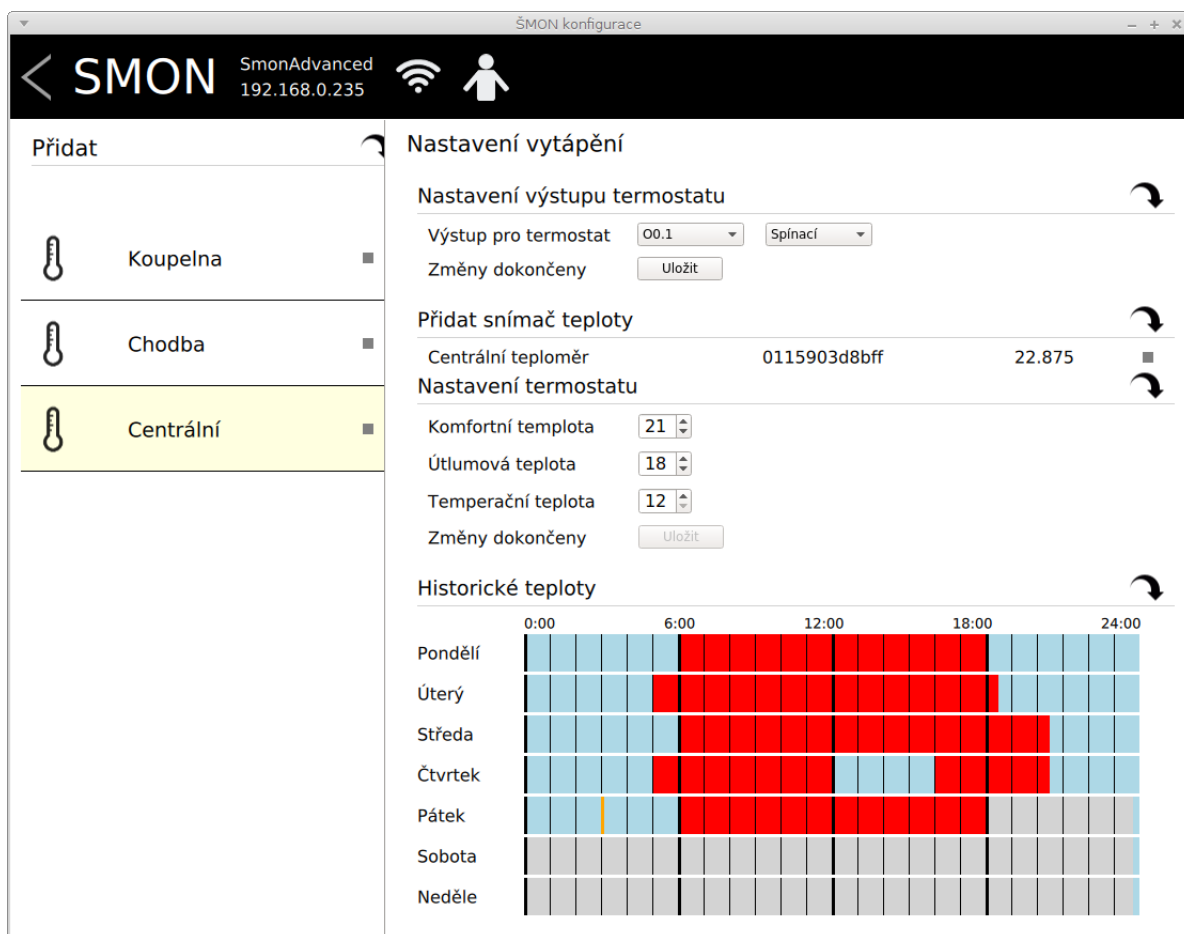 ŠMON konfigurace
SMON
SmonAdvanced
192.168.0.235
Přidat
Koupelna
Chodba
Centrální
Nastavení vytápění
Nastavení výstupu termostatu
Výstup pro termostat O0.1 Spínací
Změny dokončeny Uložit
Přidat snímač teploty
Centrální teploměr 0115903d8bff 22.875
Nastavení termostatu
Komfortní templota 21
Útlumová teplota 18
Temperační teplota 12
Změny dokončeny Uložit
Historické teploty
0:00 6:00 12:00 18:00 24:00
Pondělí
Úterý
Středa
Čtvrtek
Pátek
Sobota
Neděle